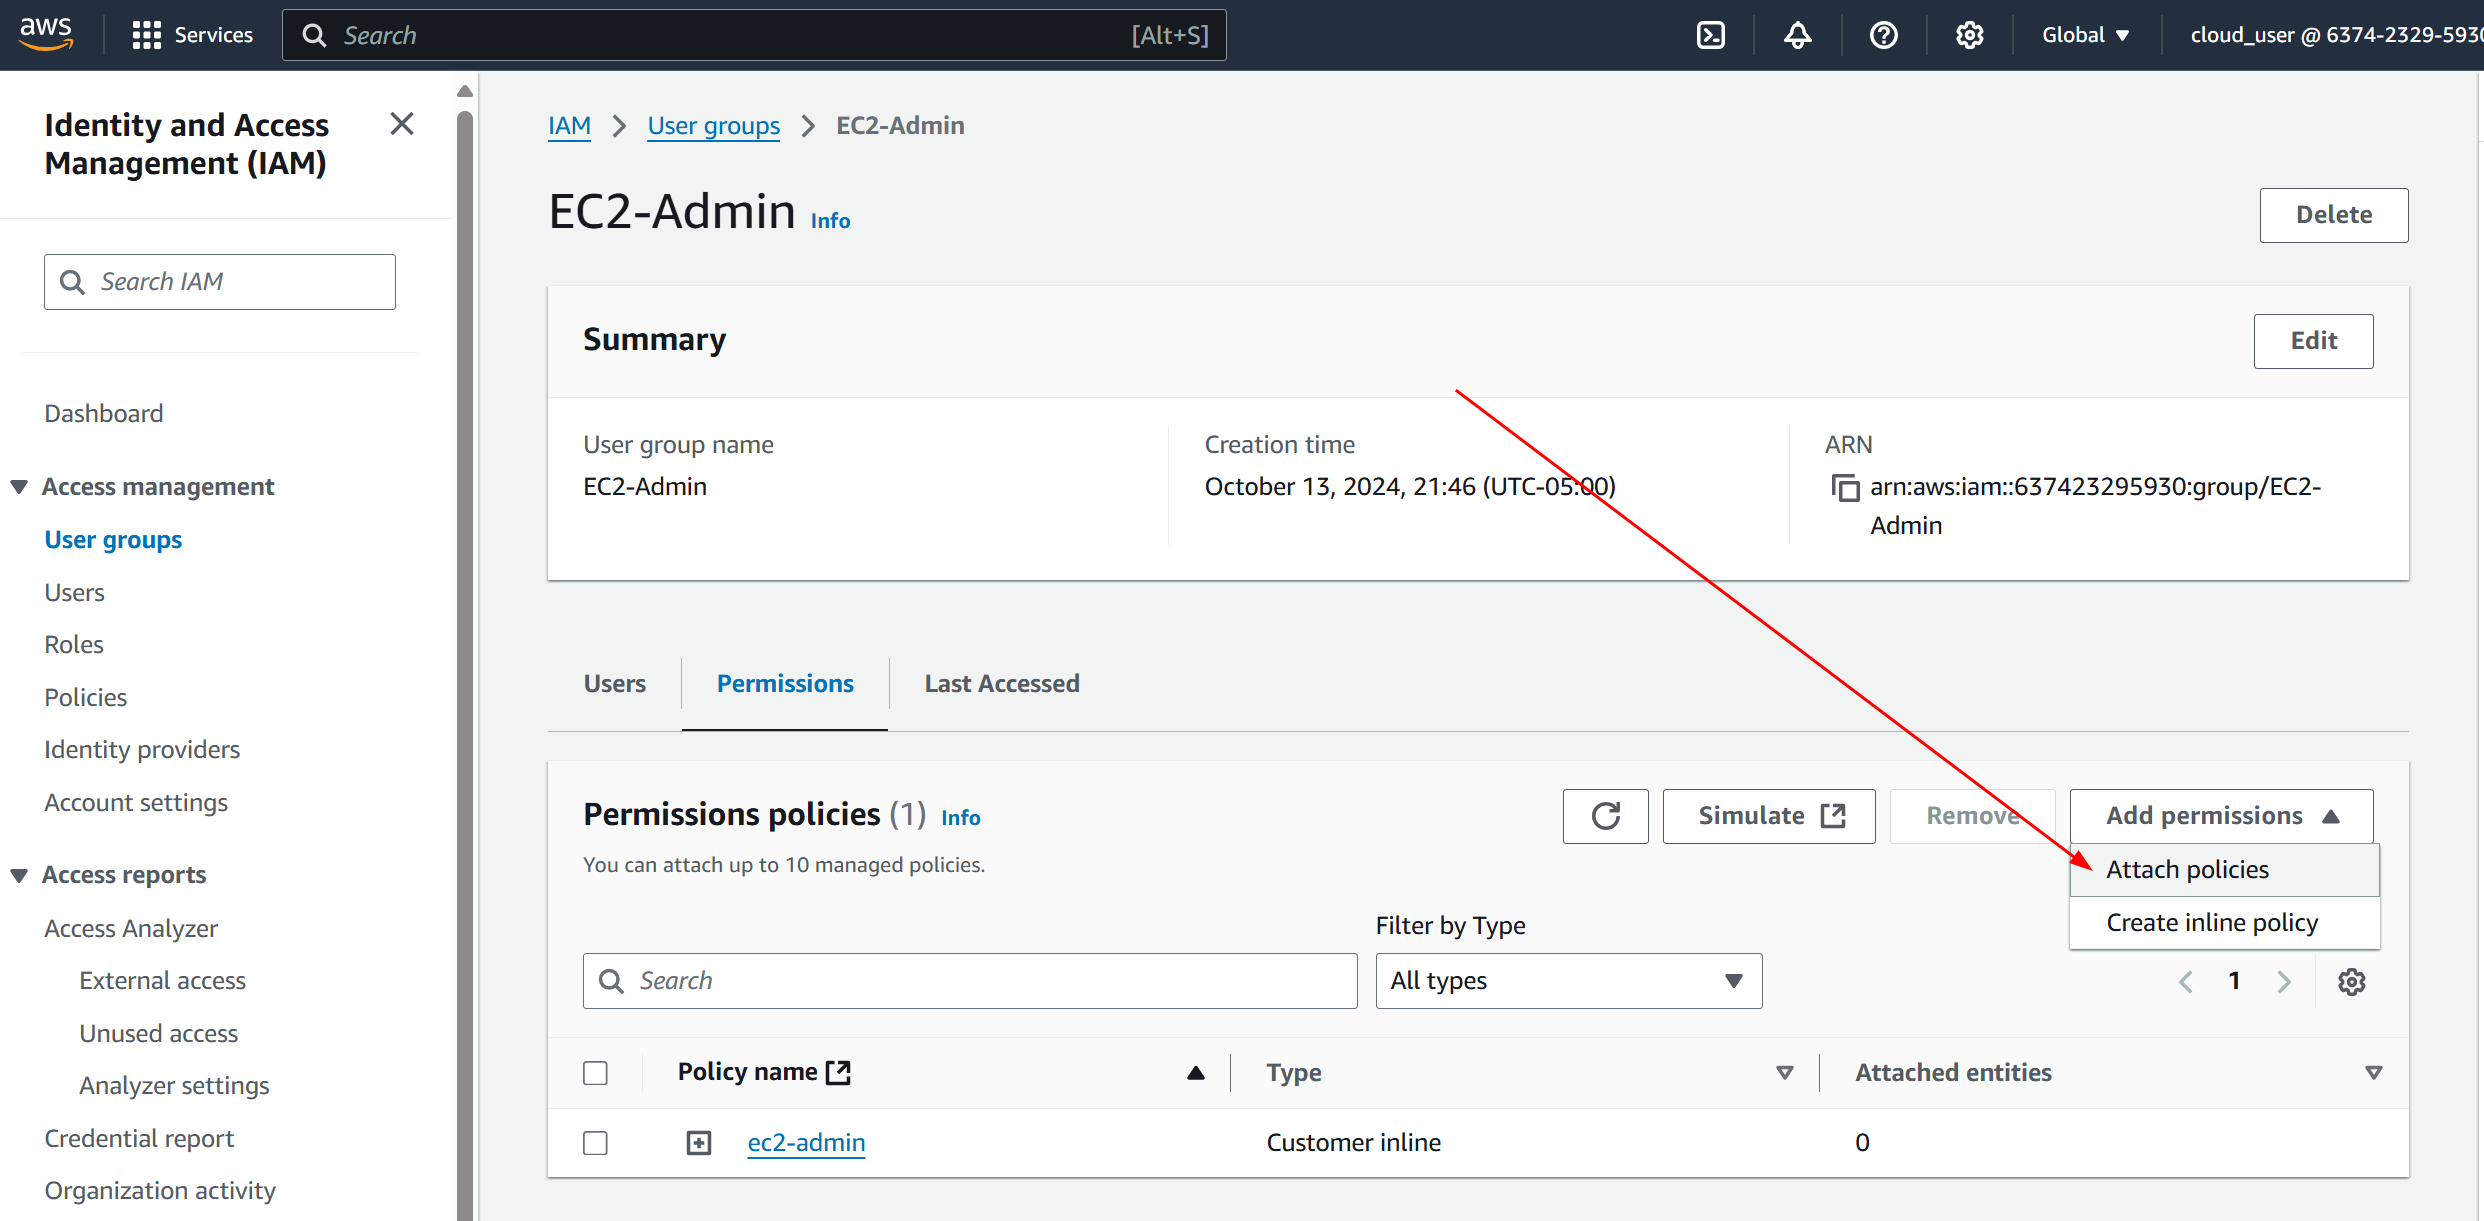 aws
Services
Search
[Alt+S]
Global
cloud_user @ 6374-2329-5930
Identity and Access
Management (IAM)
Search IAM
Dashboard
Access management
User groups
Users
Roles
Policies
Identity providers
Account settings
Access reports
Access Analyzer
External access
Unused access
Analyzer settings
Credential report
Organization activity
IAM > User groups > EC2-Admin
EC2-Admin Info
Delete
Summary
Edit
User group name
EC2-Admin
Creation time
October 13, 2024, 21:46 (UTC-05:00)
ARN
arn:aws:iam::637423295930:group/EC2-
Admin
Users
Permissions
Last Accessed
Permissions policies (1) Info
You can attach up to 10 managed policies.
Simulate
Remove
Add permissions
Attach policies
Create inline policy
Filter by Type
Search
All types
1
Policy name
Type
Attached entities
ec2-admin
Customer inline
0